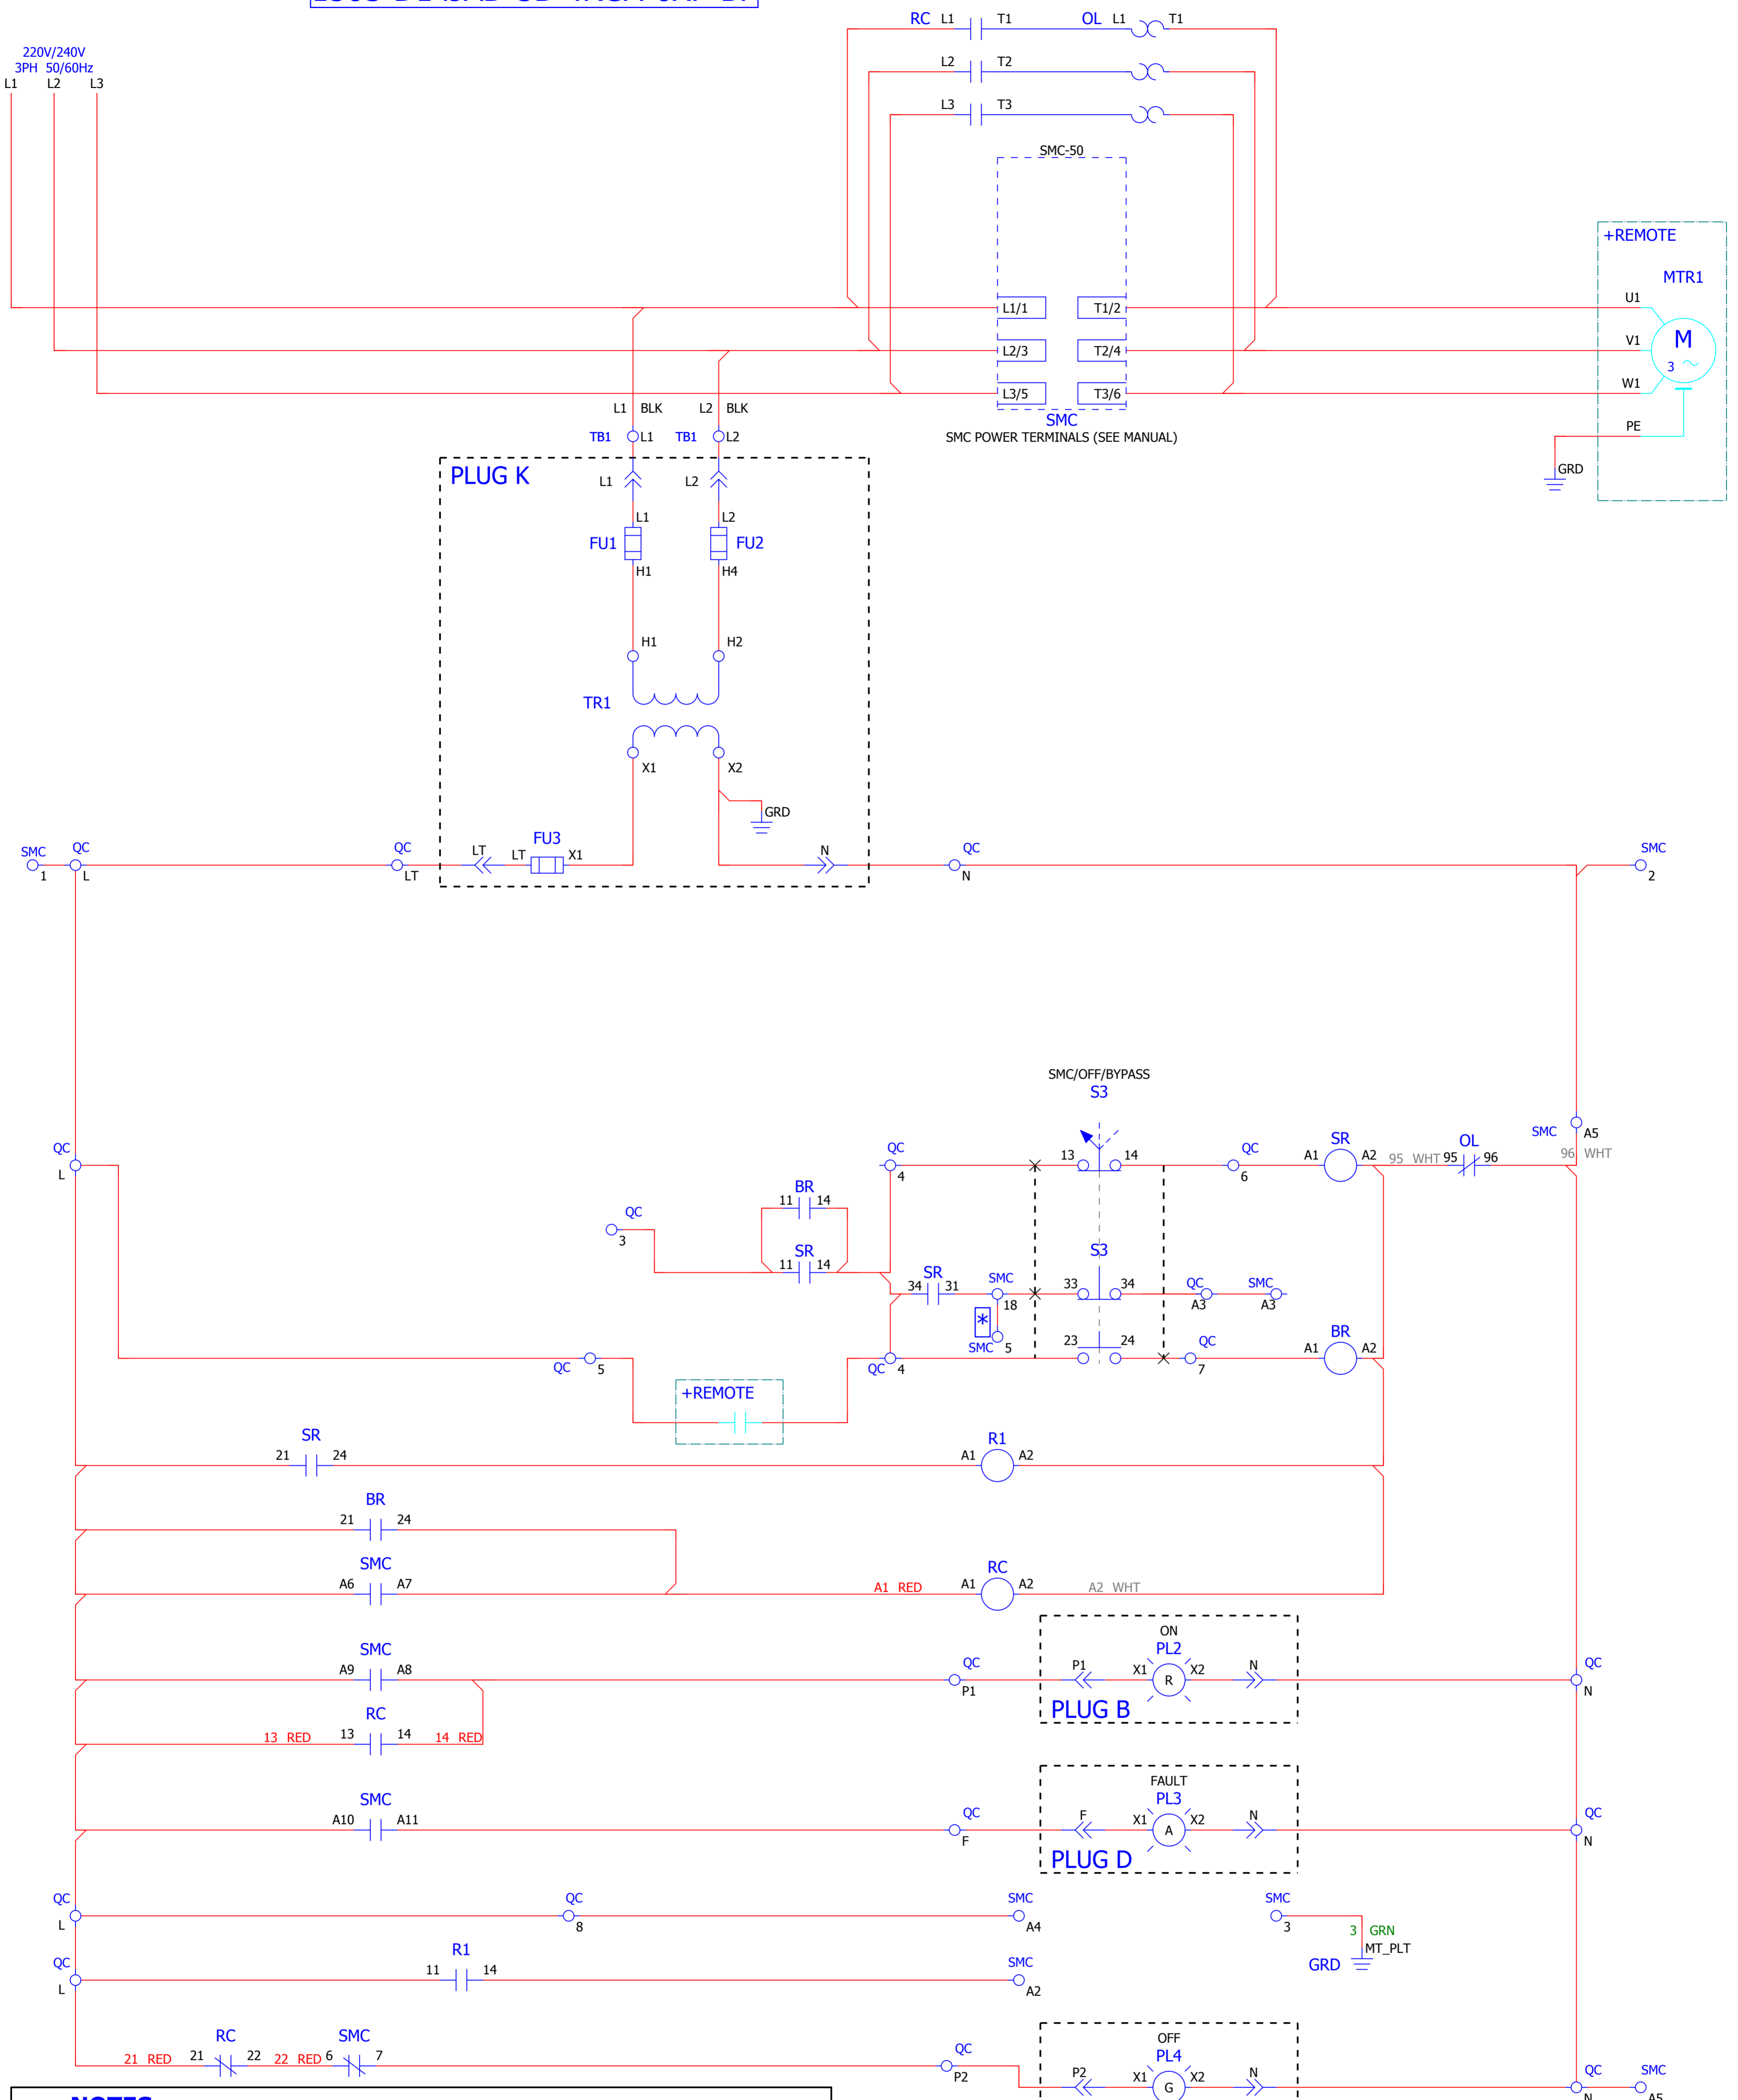 RC L1 T1 OL L1 T1
220V/240V
3PH 50/60Hz
L1 L2 L3
L2 T2
L3 T3
SMC-50
+REMOTE
MTR1
L1/1 T1/2 U1
L2/3 T2/4 V1 M
3
L3/5 T3/6 W1
L1 BLK L2 BLK
SMC
PE
TB1 L1 TB1 L2
SMC POWER TERMINALS (SEE MANUAL)
GRD
PLUG K
L1 L2
L1 L2
FU1 FU2
H1 H4
H1 H2
TR1
X1 X2
GRD
SMC QC QC LT LT FU3 X1 N QC SMC
1 L LT N 2
SMC/OFF/BYPASS
S3
SMC A5
QC QC 13 14 QC A1 SR A2 95 WHT 95 OL 96 96 WHT
L 4 6
BR
11 14
QC
3
SR
11 14
S3
SR
34 31 SMC 33 34 QC SMC
18 A3 A3
*
SMC 5 23 24 QC A1 BR A2
QC 5 QC 4 7
+REMOTE
SR R1
21 24 A1 A2
BR
21 24
SMC RC
A6 A7 A1 RED A1 A2 A2 WHT
ON
SMC PL2
A9 A8 QC P1 X1 R X2 N QC
P1 N
PLUG B
RC
13 RED 13 14 14 RED
FAULT
SMC PL3
A10 A11 QC F X1 A X2 N QC
F N
PLUG D
QC QC SMC SMC
L 8 A4 3
3 GRN
MT_PLT
GRD
QC R1 SMC
L 11 14 A2
OFF
RC SMC PL4
21 RED 21 22 22 RED 6 7 QC
P2 P2 X1 G X2 N QC SMC